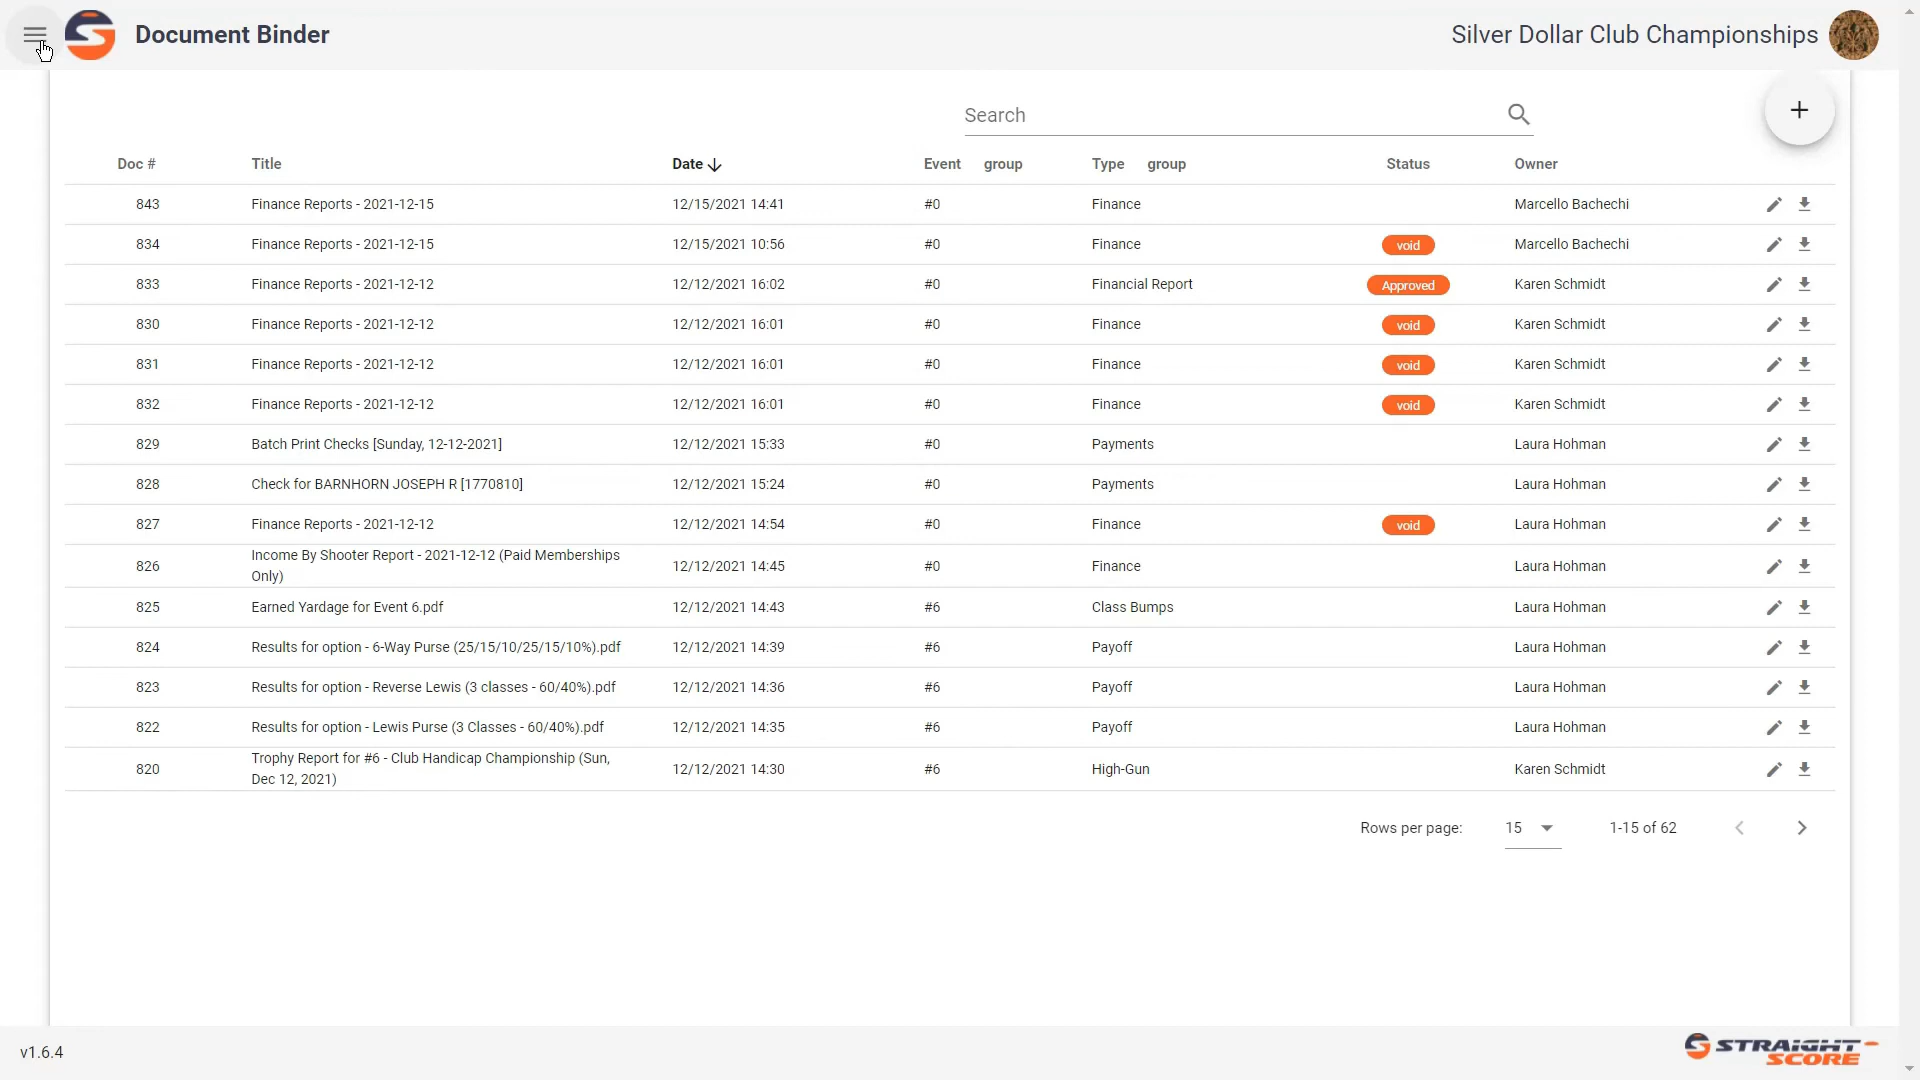 Document Binder
Silver Dollar Club Championships
Search
Doc # Title Date Event group Type group Status Owner
843 Finance Reports - 2021-12-15 12/15/2021 14:41 #0 Finance Marcello Bachechi
834 Finance Reports - 2021-12-15 12/15/2021 10:56 #0 Finance void Marcello Bachechi
833 Finance Reports - 2021-12-12 12/12/2021 16:02 #0 Financial Report Approved Karen Schmidt
830 Finance Reports - 2021-12-12 12/12/2021 16:01 #0 Finance void Karen Schmidt
831 Finance Reports - 2021-12-12 12/12/2021 16:01 #0 Finance void Karen Schmidt
832 Finance Reports - 2021-12-12 12/12/2021 16:01 #0 Finance void Karen Schmidt
829 Batch Print Checks [Sunday, 12-12-2021] 12/12/2021 15:33 #0 Payments Laura Hohman
828 Check for BARNHORN JOSEPH R [1770810] 12/12/2021 15:24 #0 Payments Laura Hohman
827 Finance Reports - 2021-12-12 12/12/2021 14:54 #0 Finance void Laura Hohman
Income By Shooter Report - 2021-12-12 (Paid Memberships
826 12/12/2021 14:45 #0 Finance Laura Hohman
Only)
825 Earned Yardage for Event 6.pdf 12/12/2021 14:43 #6 Class Bumps Laura Hohman
824 Results for option - 6-Way Purse (25/15/10/25/15/10%).pdf 12/12/2021 14:39 #6 Payoff Laura Hohman
823 Results for option - Reverse Lewis (3 classes - 60/40%).pdf 12/12/2021 14:36 #6 Payoff Laura Hohman
822 Results for option - Lewis Purse (3 Classes - 60/40%).pdf 12/12/2021 14:35 #6 Payoff Laura Hohman
Trophy Report for #6 - Club Handicap Championship (Sun,
820 12/12/2021 14:30 #6 High-Gun Karen Schmidt
Dec 12, 2021)
Rows per page: 15 1-15 of 62
v1.6.4
STRAIGHT
SCORE